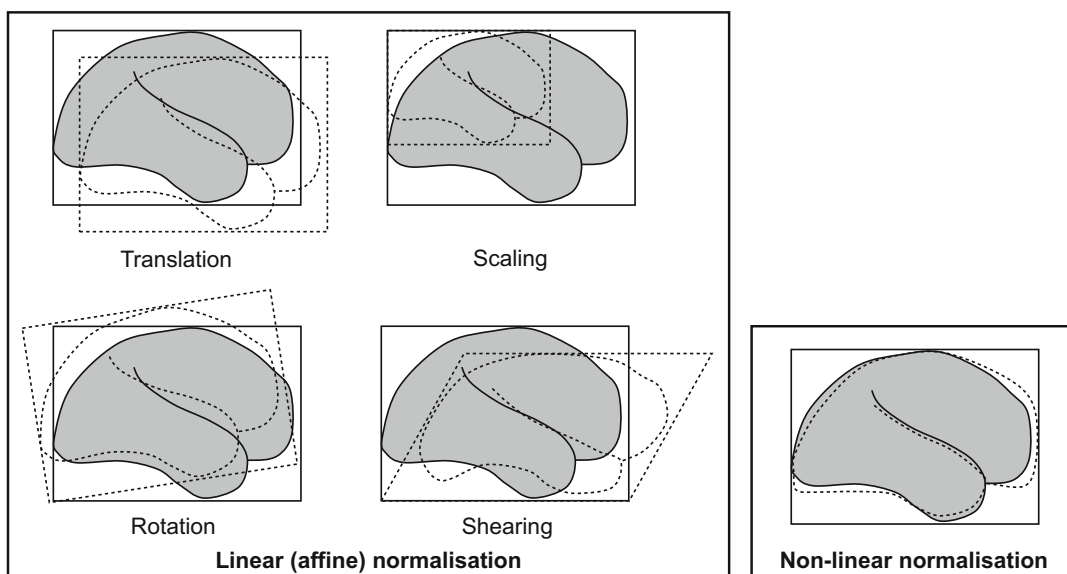 Translation
Scaling
Rotation
Shearing
Linear (affine) normalisation
Non-linear normalisation